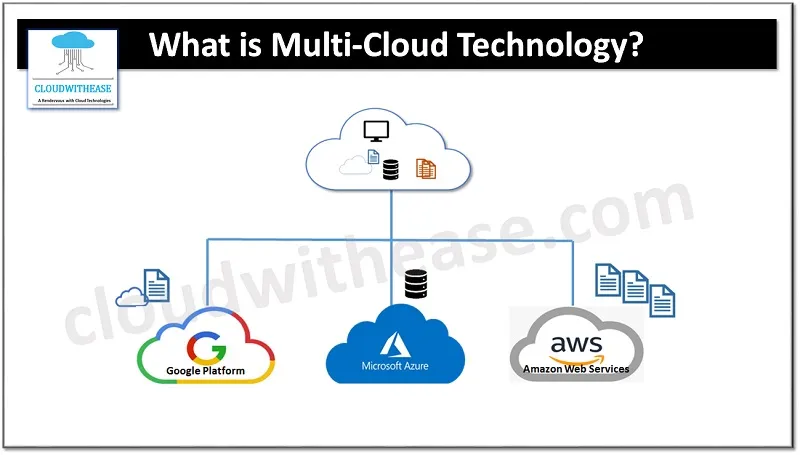 What is Multi-Cloud Technology?
CLOUDWITHEASE
A Rendezvous with Cloud Technologies
cloudwithease.com
G
Google Platform
Microsoft Azure
aws
Amazon Web Services